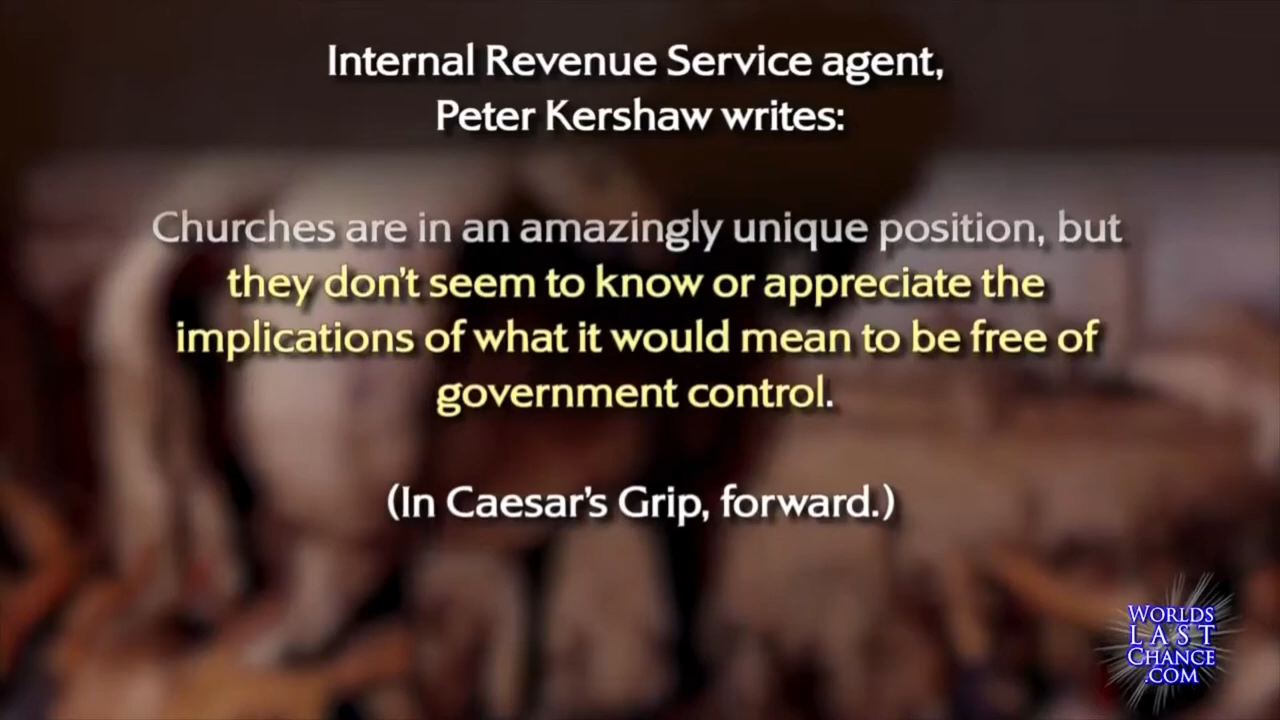 Internal Revenue Service agent,
Peter Kershaw writes:
Churches are in an amazingly unique position, but
they don't seem to know or appreciate the
implications of what it would mean to be free of
government control.
(In Caesar's Grip, forward.)
WORLDS
LAST
CHANCE
.COM